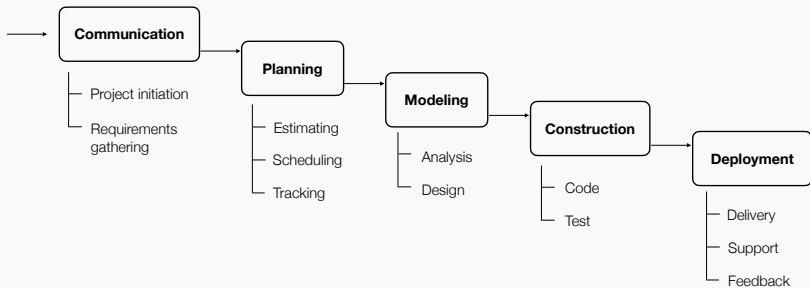 Communication
Project initiation
Requirements
gathering
Planning
Estimating
Scheduling
Tracking
Modeling
Analysis
Design
Construction
Code
Test
Deployment
Delivery
Support
Feedback